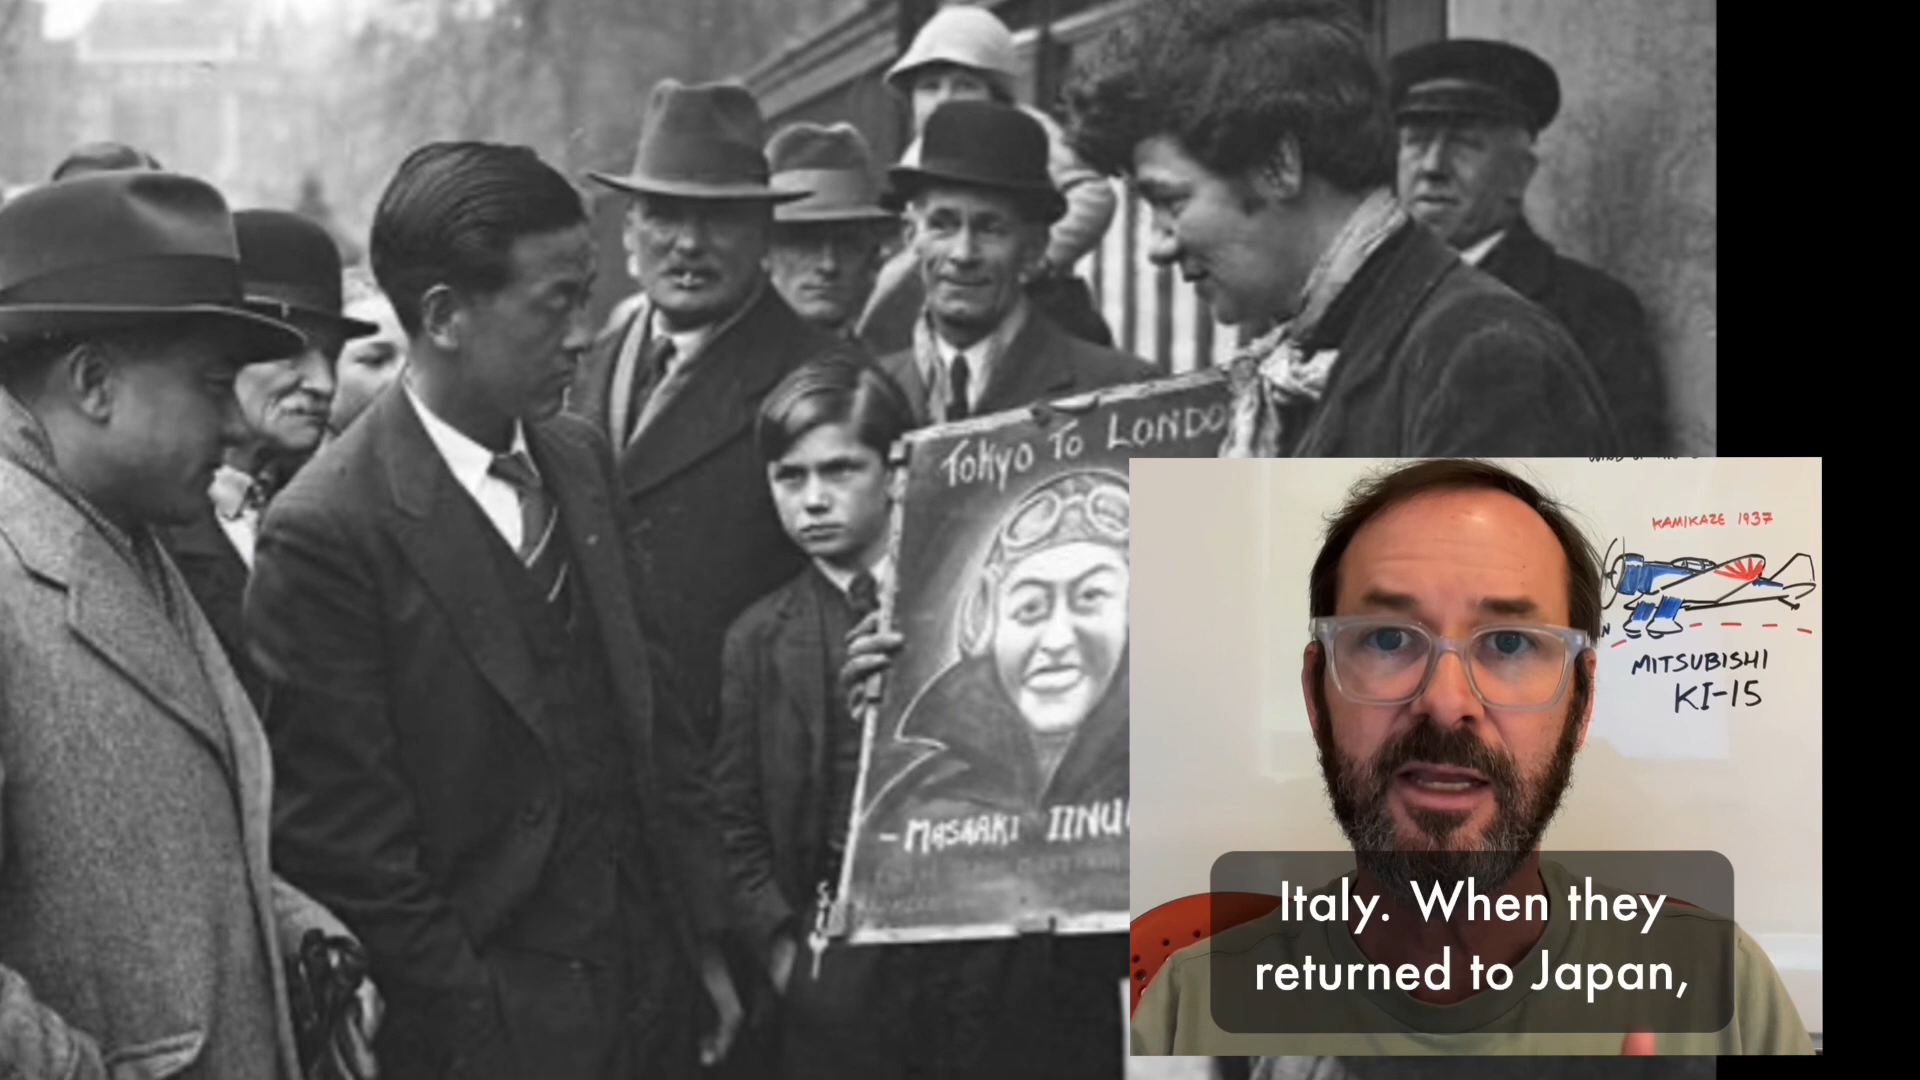 TOKYO TO LONDO
- MASAAKI IINU
KAMIKAZE 1937
MITSUBISHI
KI-15
Italy. When they
returned to Japan,